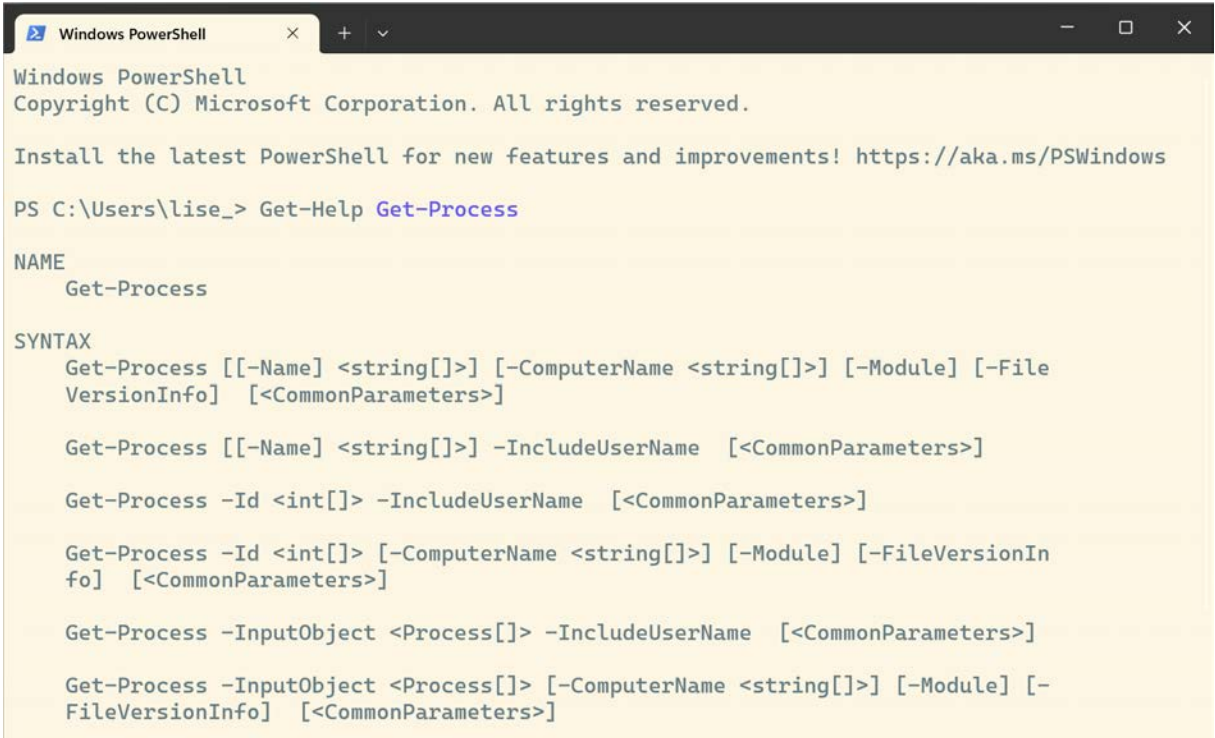 Windows PowerShell
Windows PowerShell
Copyright (C) Microsoft Corporation. All rights reserved.
Install the latest PowerShell for new features and improvements! https://aka.ms/PSWindows
PS C:\Users\lise_> Get-Help Get-Process
NAME
    Get-Process
SYNTAX
    Get-Process [[-Name] <string[]>] [-ComputerName <string[]>] [-Module] [-File
    VersionInfo]  [<CommonParameters>]
    Get-Process [[-Name] <string[]>] -IncludeUserName  [<CommonParameters>]
    Get-Process -Id <int[]> -IncludeUserName  [<CommonParameters>]
    Get-Process -Id <int[]> [-ComputerName <string[]>] [-Module] [-FileVersionIn
    fo]  [<CommonParameters>]
    Get-Process -InputObject <Process[]> -IncludeUserName  [<CommonParameters>]
    Get-Process -InputObject <Process[]> [-ComputerName <string[]>] [-Module] [-
    FileVersionInfo]  [<CommonParameters>]